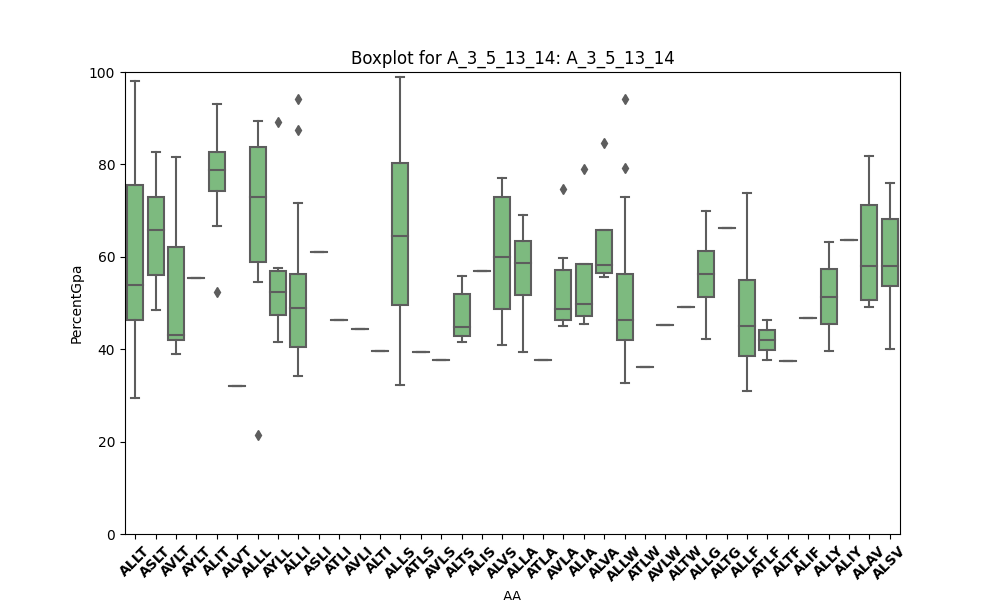 Boxplot for A_3_5_13_14: A_3_5_13_14
PercentGpa
100
80
60
40
20
0
ALLT
ASLT
AVLT
AYLT
ALIT
ALVT
ALLL
AYLL
ALLI
ASLI
ATLI
AVLI
ALTI
ALLS
ATLS
AVLS
ALTS
ALIS
ALVS
ALLA
ATLA
AVLA
ALIA
ALVA
ALLW
ATLW
AVLW
ALTW
ALLG
ALTG
ALLF
ATLF
ALTF
ALIF
ALLY
ALIY
ALAV
ALSV
AA